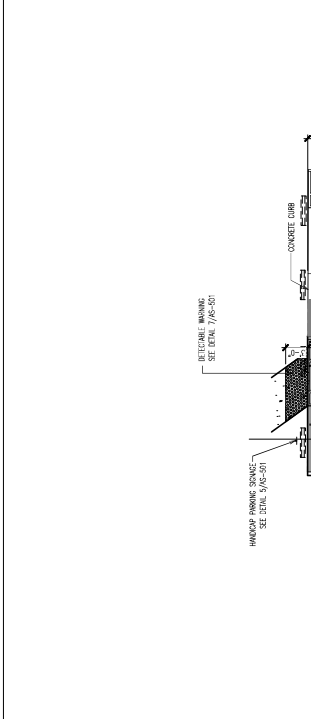 DETECTABLE WARNING
SEE DETAIL 7/AS-501
CONCRETE CURB
HANDICAP PARKING SIGNAGE
SEE DETAIL 5/AS-501